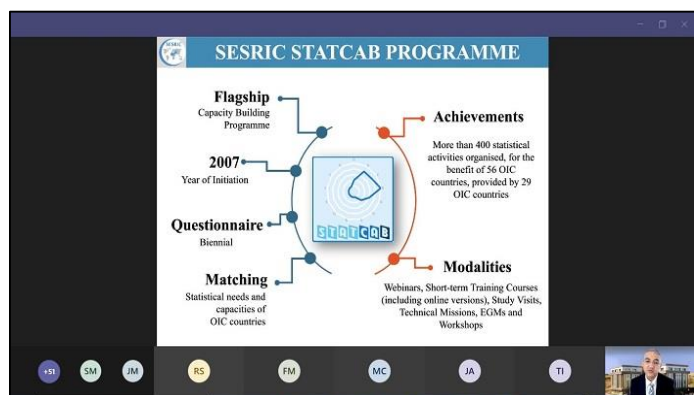 SESRIC
SESRIC STATCAB PROGRAMME
Flagship
Capacity Building
Programme
2007
Year of Initiation
Questionnaire
Biennial
Matching
Statistical needs and
capacities of
OIC countries
STATCAB
Achievements
More than 400 statistical
activities organised, for the
benefit of 56 OIC
countries, provided by 29
OIC countries
Modalities
Webinars, Short-term Training Courses
(including online versions), Study Visits,
Technical Missions, EGMs and
Workshops
+51
SM
JM
RS
FM
MC
JA
TI